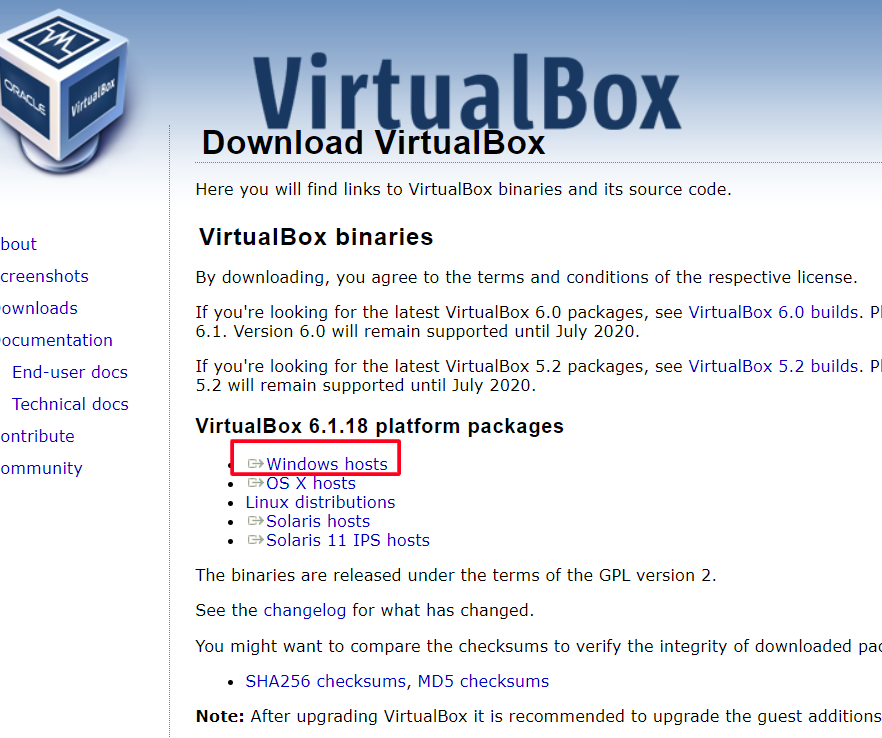 ORACLE
VirtualBox
VirtualBox
Download VirtualBox
Here you will find links to VirtualBox binaries and its source code.
bout
creenshots
ownloads
ocumentation
End-user docs
Technical docs
ontribute
ommunity
VirtualBox binaries
By downloading, you agree to the terms and conditions of the respective license.
If you're looking for the latest VirtualBox 6.0 packages, see VirtualBox 6.0 builds. Pl
6.1. Version 6.0 will remain supported until July 2020.
If you're looking for the latest VirtualBox 5.2 packages, see VirtualBox 5.2 builds. Pl
5.2 will remain supported until July 2020.
VirtualBox 6.1.18 platform packages
Windows hosts
OS X hosts
Linux distributions
Solaris hosts
Solaris 11 IPS hosts
The binaries are released under the terms of the GPL version 2.
See the changelog for what has changed.
You might want to compare the checksums to verify the integrity of downloaded pac
SHA256 checksums, MD5 checksums
Note: After upgrading VirtualBox it is recommended to upgrade the guest additions